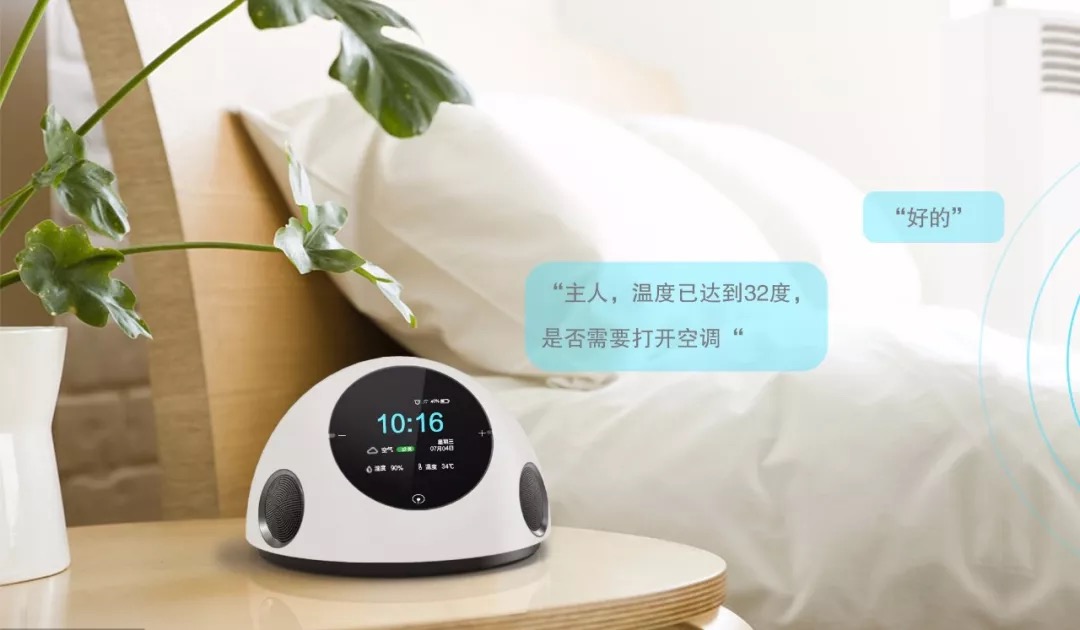 “好的”
“主人，温度已达到32度，
是否需要打开空调 “
10:16
空气
星期三
07月04日
湿度 90%
温度 34℃